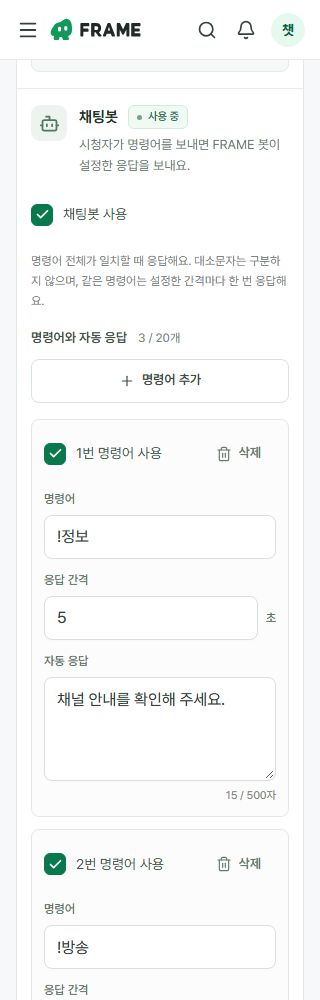 FRAME
챗
채팅봇
사용 중
시청자가 명령어를 보내면 FRAME 봇이
설정한 응답을 보내요.
채팅봇 사용
명령어 전체가 일치할 때 응답해요. 대소문자는 구분하
지 않으며, 같은 명령어는 설정한 간격마다 한 번 응답해
요.
명령어와 자동 응답 3 / 20개
명령어 추가
1번 명령어 사용 삭제
명령어
!정보
응답 간격
5 초
자동 응답
채널 안내를 확인해 주세요.
15 / 500자
2번 명령어 사용 삭제
명령어
!방송
응답 간격